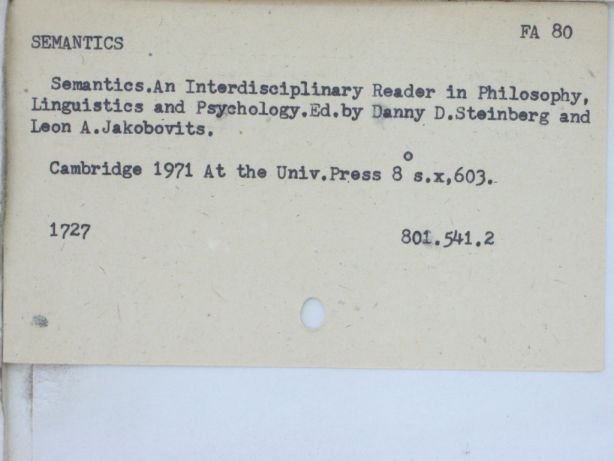 FA 80
SEMANTICS
Semantics.An Interdisciplinary Reader in Philosophy,
Linguistics and Psychology.Ed.by Danny D.Steinberg and
Leon A.Jakobovits.
Cambridge 1971 At the Univ.Press 8° s.x,603.
1727 801.541.2